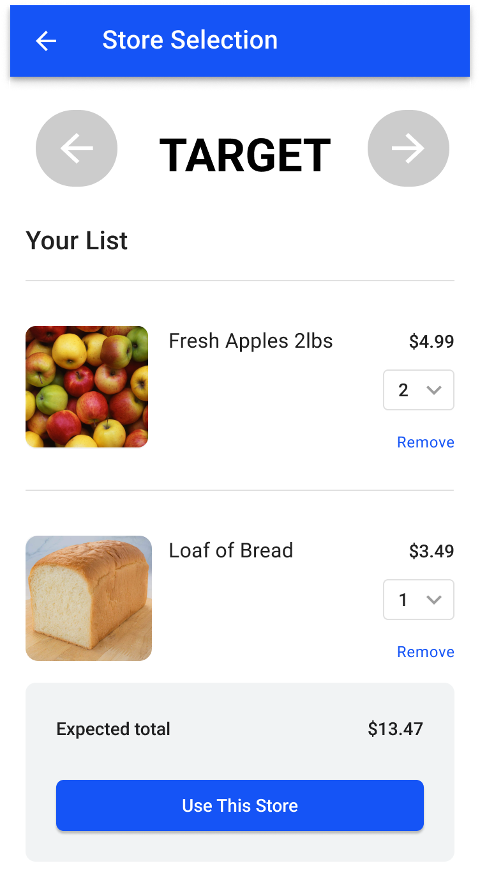 Store Selection
TARGET
Your List
Fresh Apples 2lbs $4.99
2
Remove
Loaf of Bread $3.49
1
Remove
Expected total $13.47
Use This Store